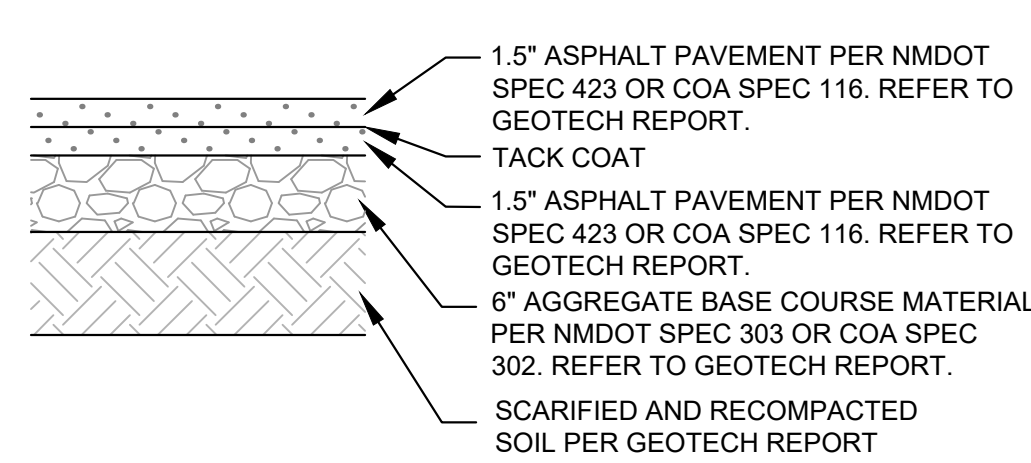 1.5" ASPHALT PAVEMENT PER NMDOT
SPEC 423 OR COA SPEC 116. REFER TO
GEOTECH REPORT.
TACK COAT
1.5" ASPHALT PAVEMENT PER NMDOT
SPEC 423 OR COA SPEC 116. REFER TO
GEOTECH REPORT.
6" AGGREGATE BASE COURSE MATERIAL
PER NMDOT SPEC 303 OR COA SPEC
302. REFER TO GEOTECH REPORT.
SCARIFIED AND RECOMPACTED
SOIL PER GEOTECH REPORT